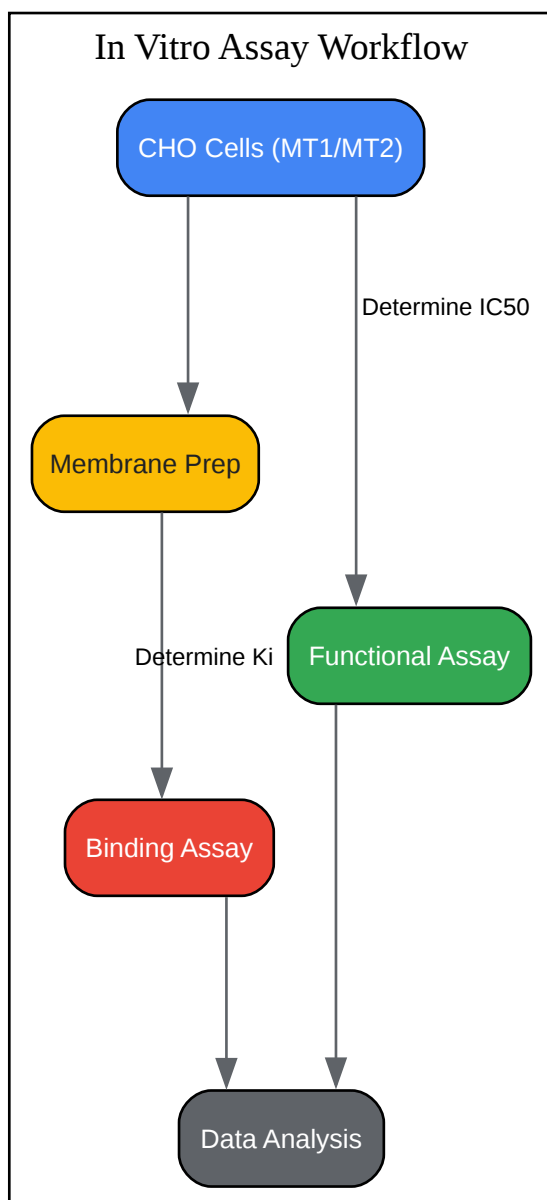 In Vitro Assay Workflow
CHO Cells (MT1/MT2)
Determine IC50
Membrane Prep
Determine Ki
Functional Assay
Binding Assay
Data Analysis